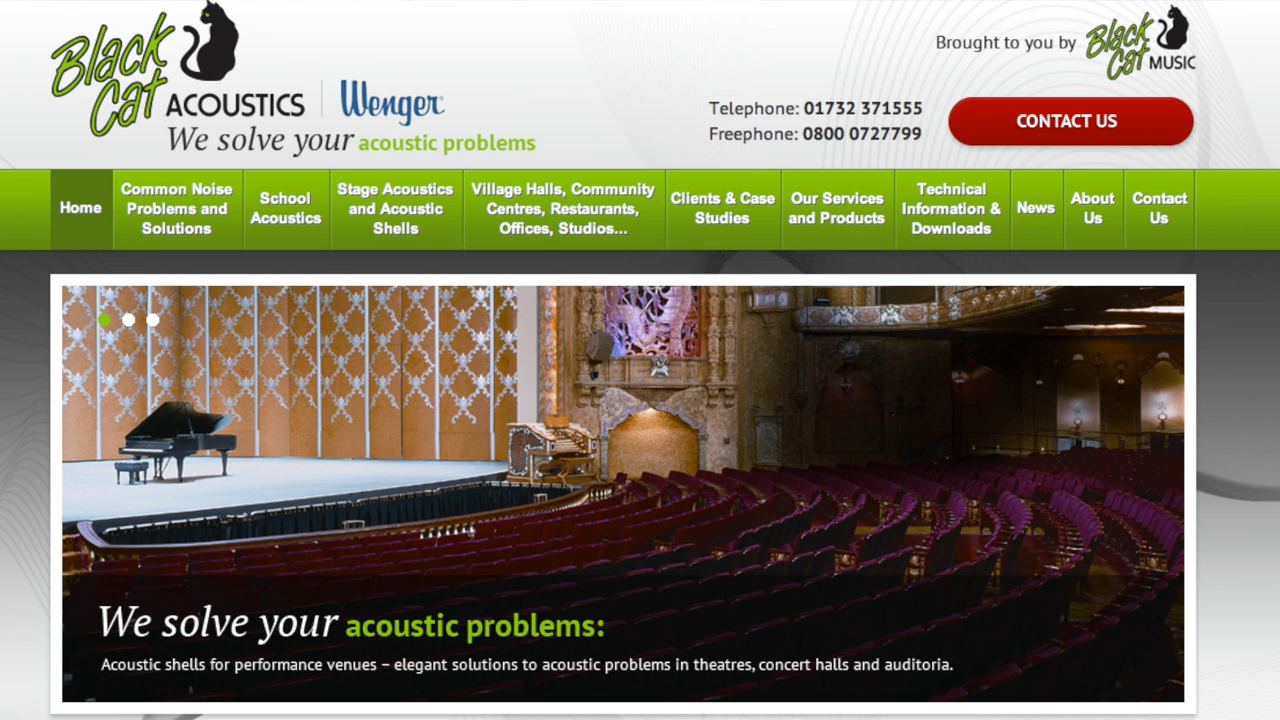 Black Cat ACOUSTICS
Wenger®
We solve your acoustic problems
Brought to you by Black Cat MUSIC
Telephone: 01732 371555
Freephone: 0800 0727799
CONTACT US
Home
Common Noise
Problems and
Solutions
School
Acoustics
Stage Acoustics
and Acoustic
Shells
Village Halls, Community
Centres, Restaurants,
Offices, Studios...
Clients & Case
Studies
Our Services
and Products
Technical
Information &
Downloads
News
About
Us
Contact
Us
We solve your acoustic problems:
Acoustic shells for performance venues – elegant solutions to acoustic problems in theatres, concert halls and auditoria.